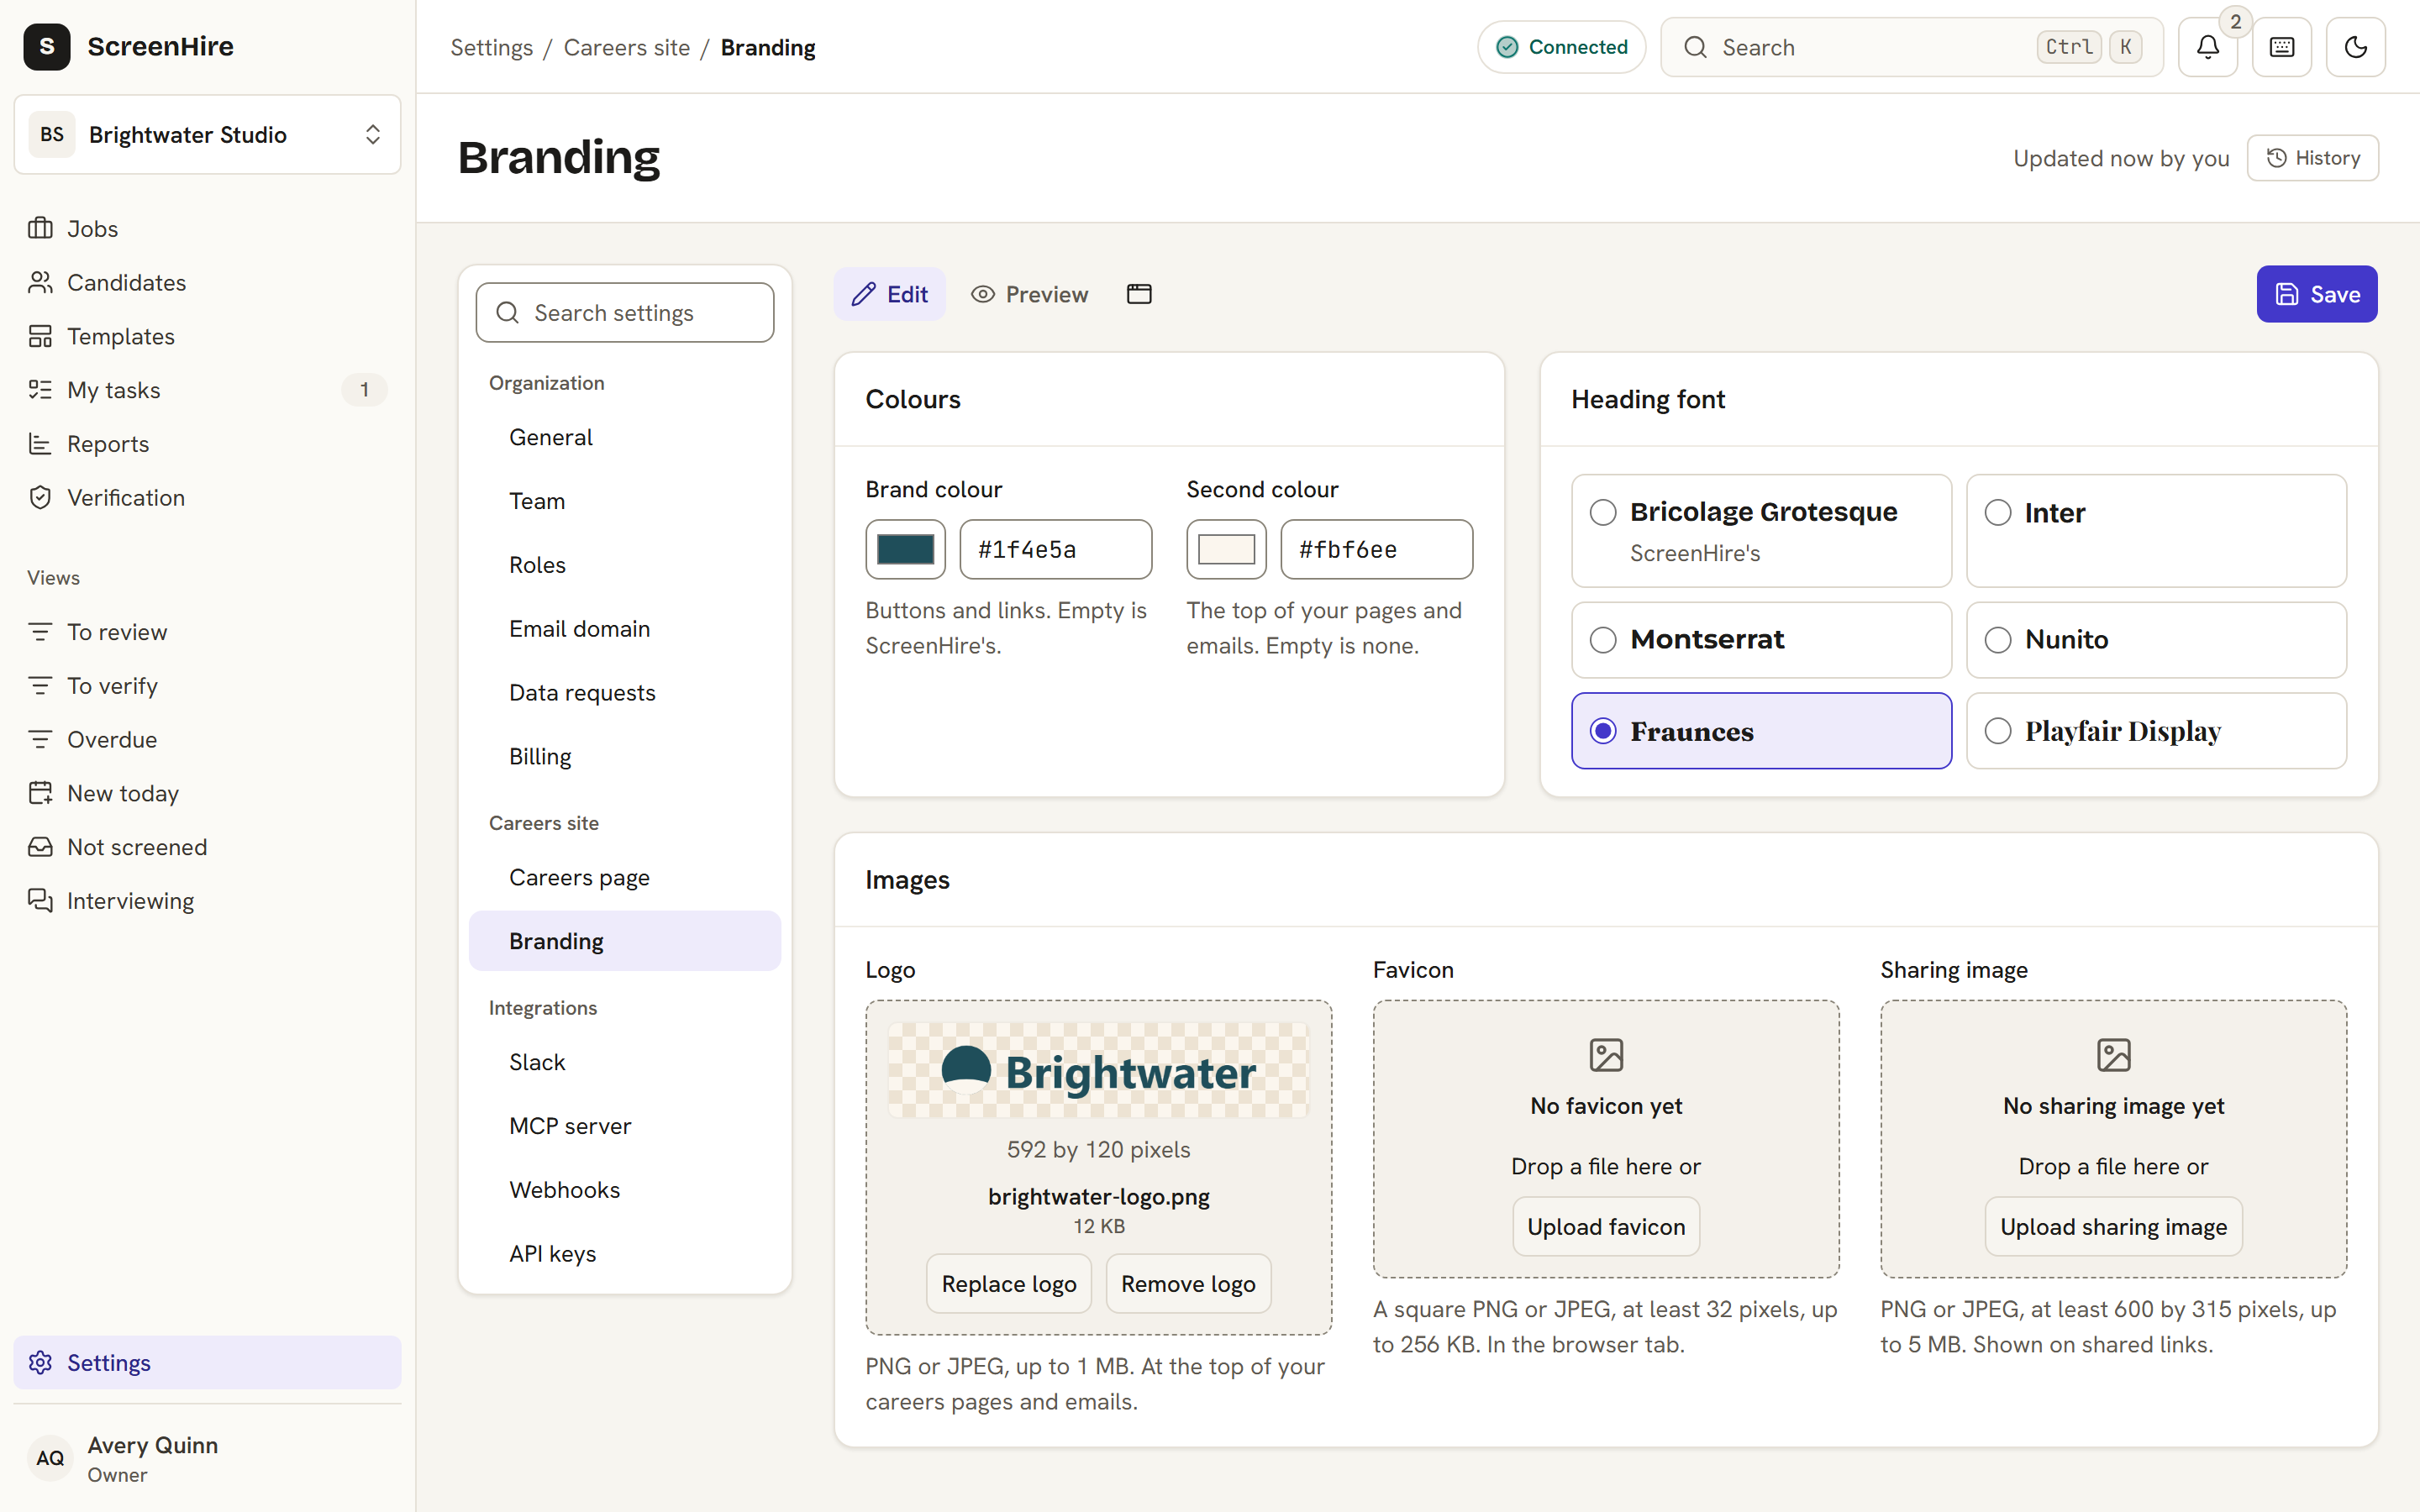 S ScreenHire
BS Brightwater Studio
Jobs
Candidates
Templates
My tasks 1
Reports
Verification
Views
To review
To verify
Overdue
New today
Not screened
Interviewing
Settings
AQ Avery Quinn
Owner
Settings / Careers site / Branding
Connected
Search Ctrl K
2
Branding
Updated now by you
History
Search settings
Organization
General
Team
Roles
Email domain
Data requests
Billing
Careers site
Careers page
Branding
Integrations
Slack
MCP server
Webhooks
API keys
Edit
Preview
Save
Colours
Brand colour
#1f4e5a
Buttons and links. Empty is
ScreenHire's.
Second colour
#fbf6ee
The top of your pages and
emails. Empty is none.
Heading font
Bricolage Grotesque
ScreenHire's
Inter
Montserrat
Nunito
Fraunces
Playfair Display
Images
Logo
Brightwater
592 by 120 pixels
brightwater-logo.png
12 KB
Replace logo
Remove logo
PNG or JPEG, up to 1 MB. At the top of your
careers pages and emails.
Favicon
No favicon yet
Drop a file here or
Upload favicon
A square PNG or JPEG, at least 32 pixels, up
to 256 KB. In the browser tab.
Sharing image
No sharing image yet
Drop a file here or
Upload sharing image
PNG or JPEG, at least 600 by 315 pixels, up
to 5 MB. Shown on shared links.